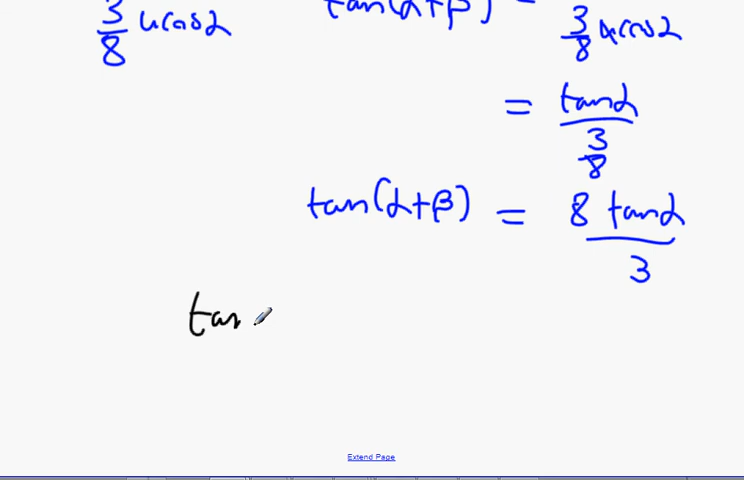 3/8 u cos α    tan(α+β) =    3/8 u cos α
= tan α / 3/8
tan(α+β) = 8 tan α / 3
tan
Extend Page